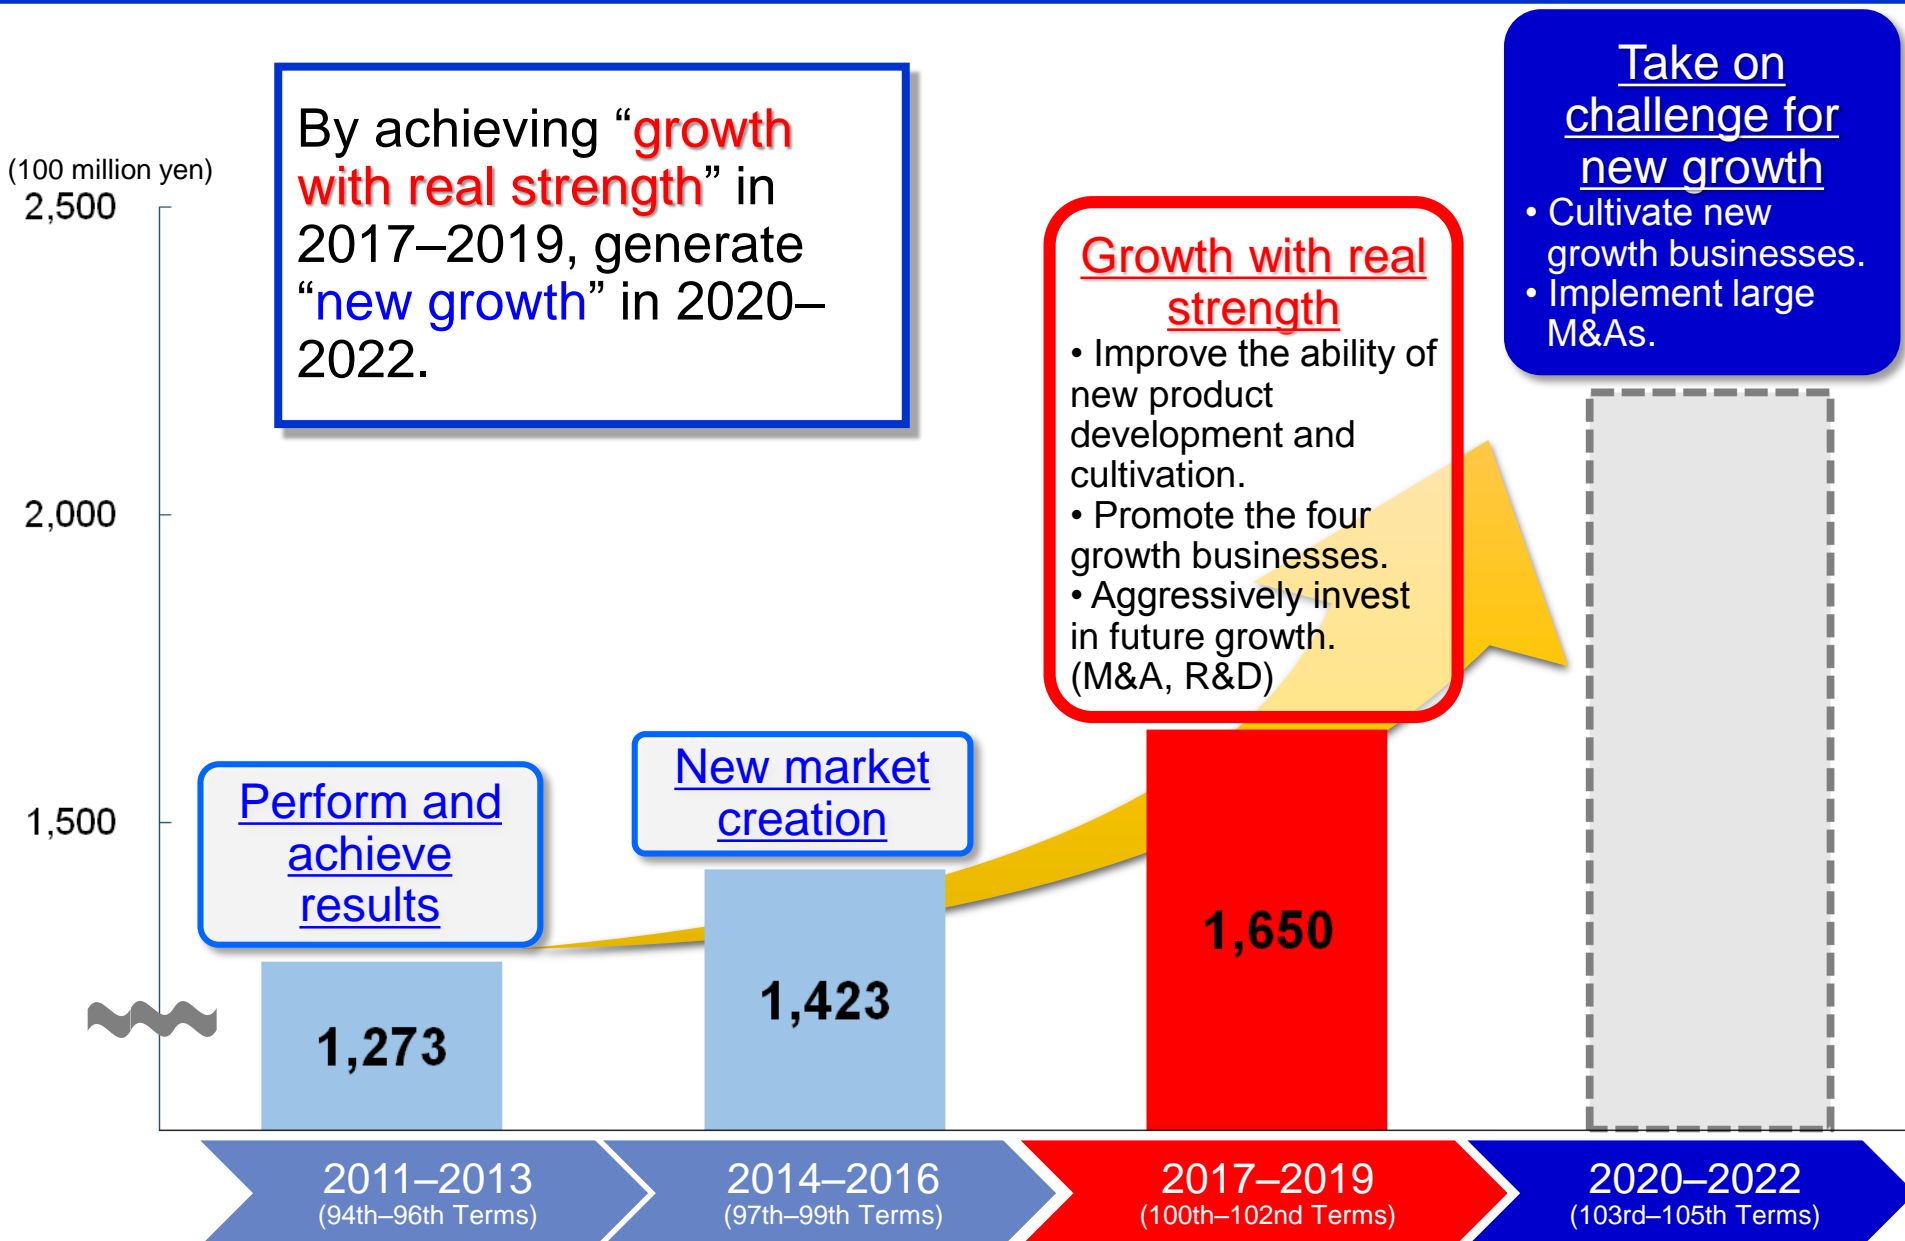 By achieving “growth
with real strength” in
2017–2019, generate
“new growth” in 2020–
2022.
(100 million yen)
2,500
2,000
1,500
Perform and
achieve
results
New market
creation
Growth with real
strength
• Improve the ability of
new product
development and
cultivation.
• Promote the four
growth businesses.
• Aggressively invest
in future growth.
(M&A, R&D)
Take on
challenge for
new growth
• Cultivate new
growth businesses.
• Implement large
M&As.
1,273
1,423
1,650
2011–2013
(94th–96th Terms)
2014–2016
(97th–99th Terms)
2017–2019
(100th–102nd Terms)
2020–2022
(103rd–105th Terms)